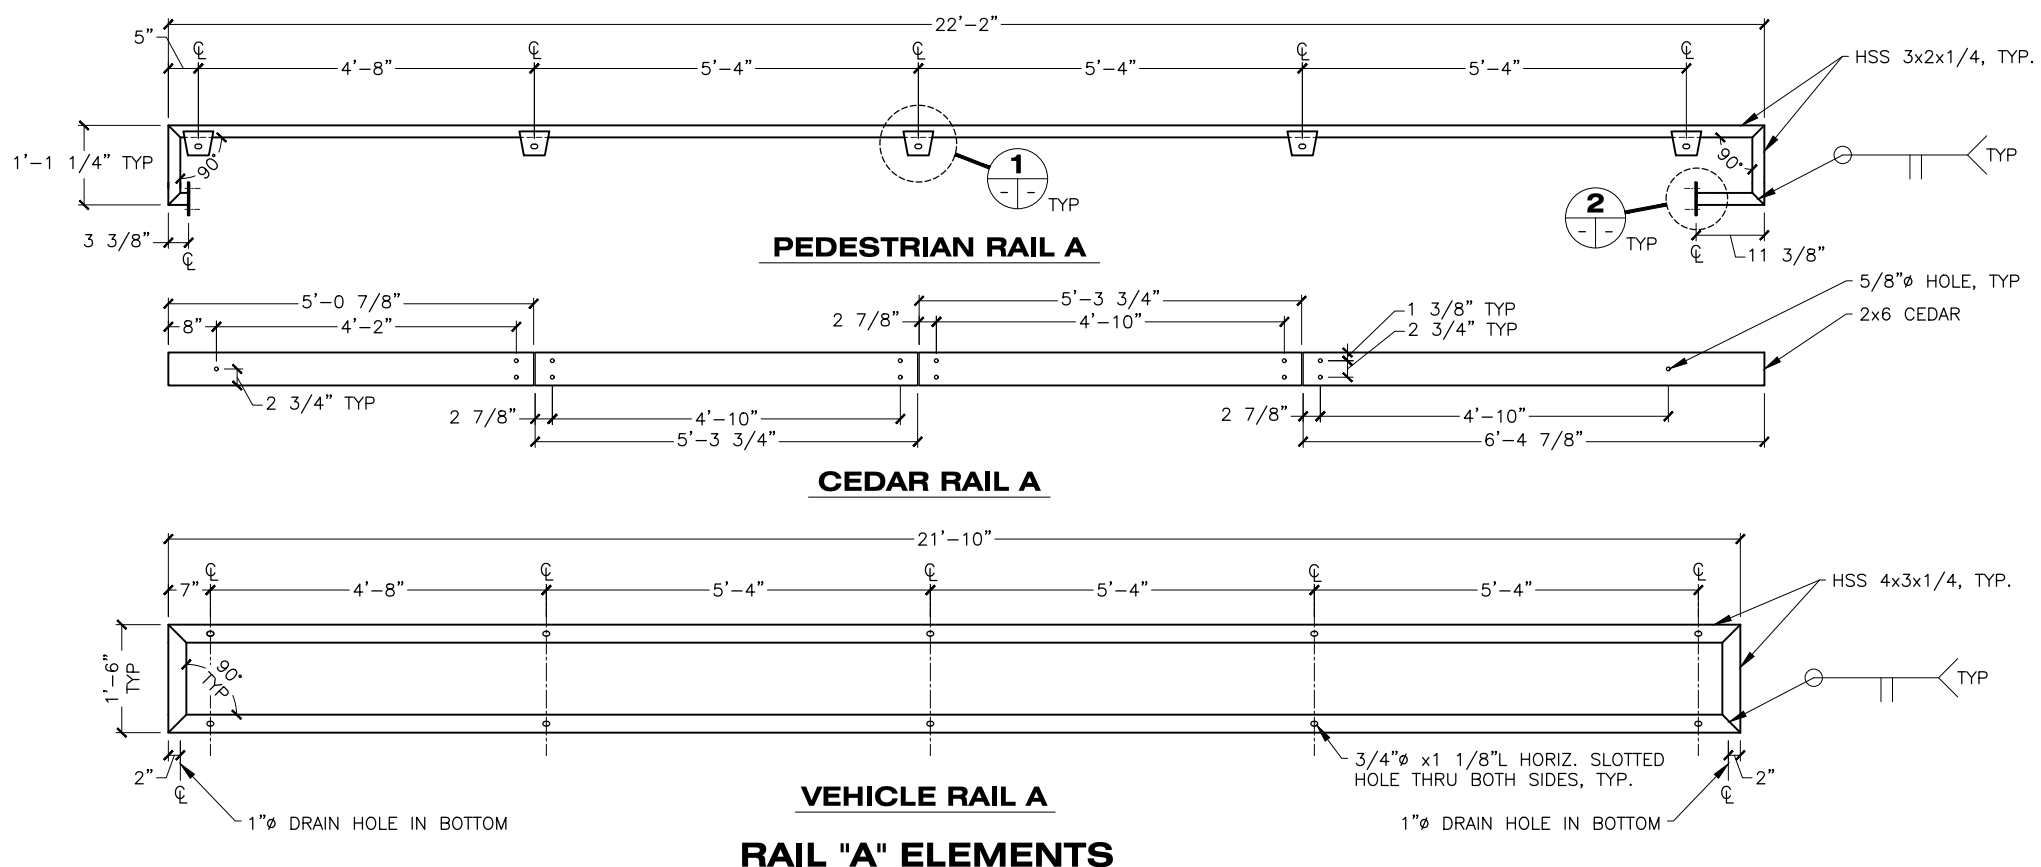 22'-2"
5"
℄ ℄ ℄ ℄ ℄
4'-8" 5'-4" 5'-4" 5'-4"
HSS 3x2x1/4, TYP.
1'-1 1/4" TYP
90°
90°
TYP
1
- -
TYP
2
- -
TYP
3 3/8"
℄
℄
11 3/8"
PEDESTRIAN RAIL A
5'-0 7/8"
5'-3 3/4"
5/8"ø HOLE, TYP
8"
4'-2"
2 7/8"
4'-10"
1 3/8" TYP
2 3/4" TYP
2x6 CEDAR
2 3/4" TYP
2 7/8"
4'-10"
2 7/8"
4'-10"
5'-3 3/4"
6'-4 7/8"
CEDAR RAIL A
21'-10"
℄ ℄ ℄ ℄ ℄
7" 4'-8" 5'-4" 5'-4" 5'-4"
HSS 4x3x1/4, TYP.
1'-6"
TYP
90°
TYP
TYP
2"
℄
3/4"ø x1 1/8"L HORIZ. SLOTTED
HOLE THRU BOTH SIDES, TYP.
2"
℄
VEHICLE RAIL A
1"ø DRAIN HOLE IN BOTTOM
1"ø DRAIN HOLE IN BOTTOM
RAIL "A" ELEMENTS